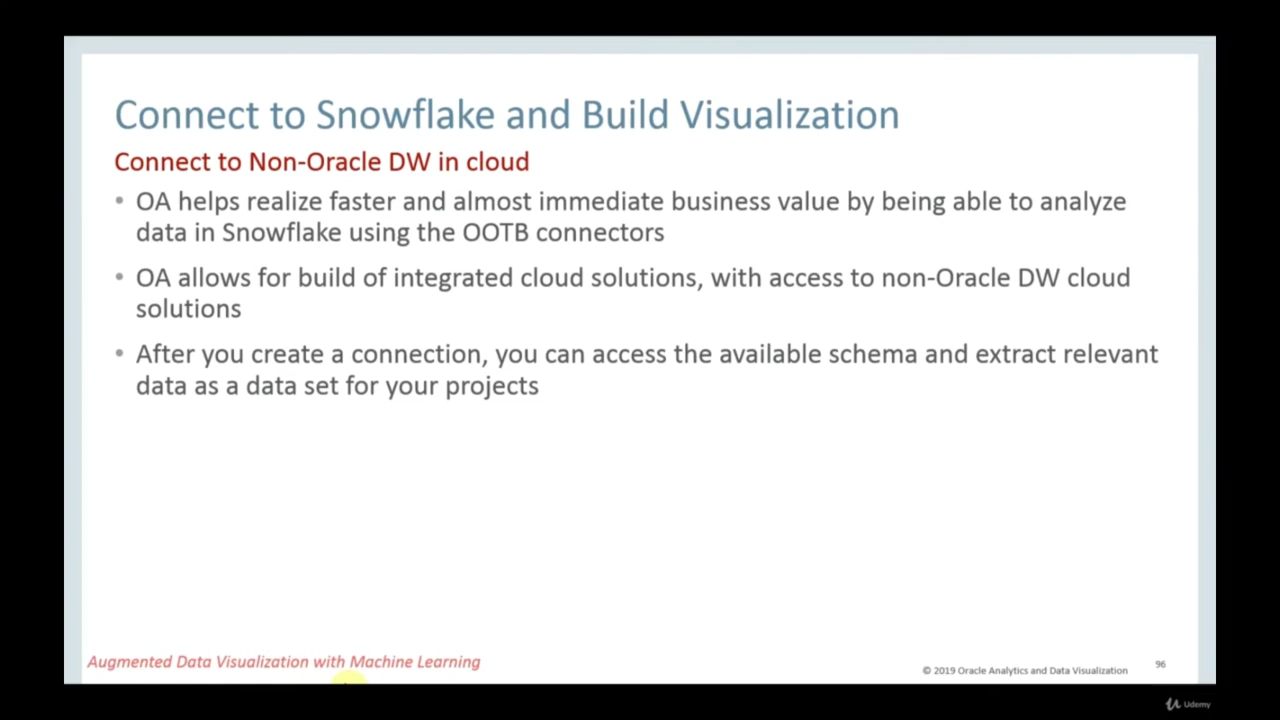 Connect to Snowflake and Build Visualization
Connect to Non-Oracle DW in cloud
• OA helps realize faster and almost immediate business value by being able to analyze
data in Snowflake using the OOTB connectors
• OA allows for build of integrated cloud solutions, with access to non-Oracle DW cloud
solutions
• After you create a connection, you can access the available schema and extract relevant
data as a data set for your projects
Augmented Data Visualization with Machine Learning
© 2019 Oracle Analytics and Data Visualization
96
Udemy